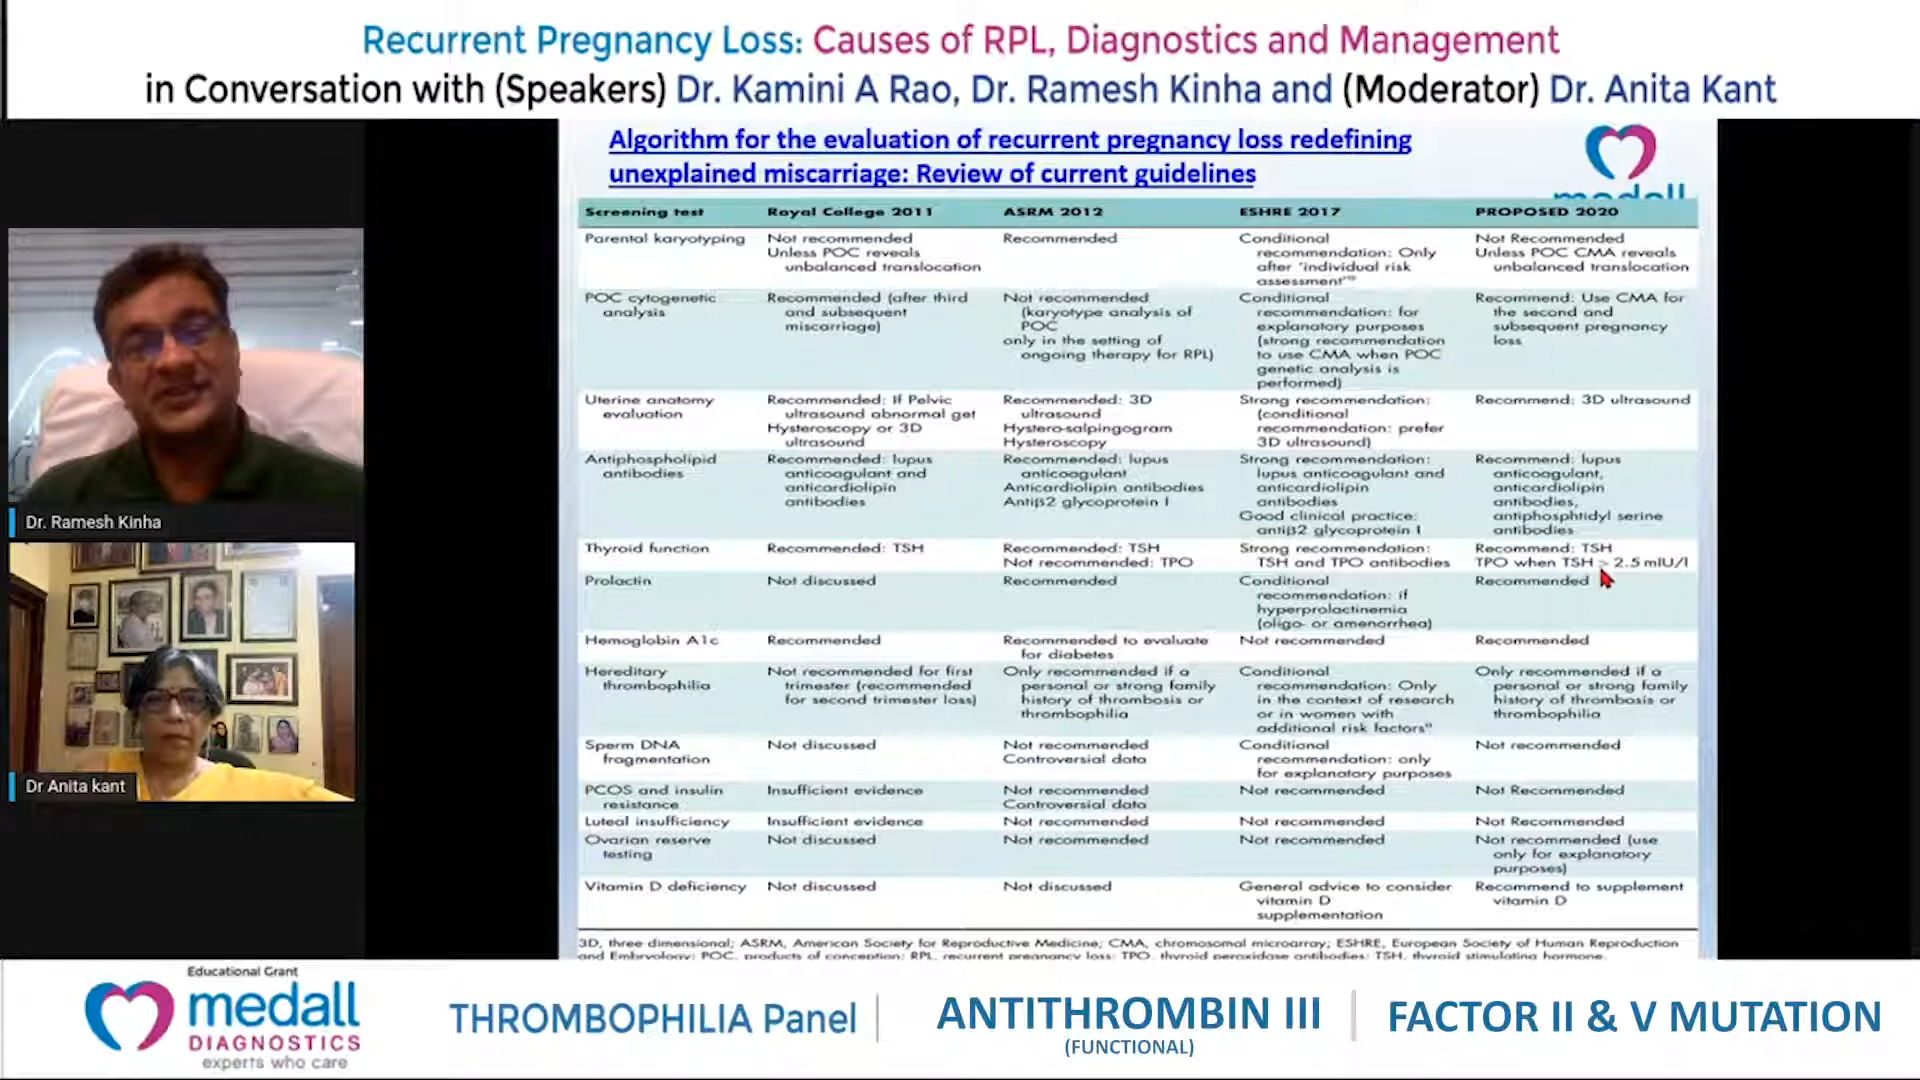 Recurrent Pregnancy Loss: Causes of RPL, Diagnostics and Management
in Conversation with (Speakers) Dr. Kamini A Rao, Dr. Ramesh Kinha and (Moderator) Dr. Anita Kant
Algorithm for the evaluation of recurrent pregnancy loss redefining
unexplained miscarriage: Review of current guidelines
medall
Screening test Royal College 2011 ASRM 2012 ESHRE 2017 PROPOSED 2020
Parental karyotyping Not recommended Recommended Conditional Not Recommended
Unless POC reveals recommendation: Only Unless POC CMA reveals
unbalanced translocation after 'individual risk unbalanced translocation
assessment'
POC cytogenetic Recommended (after third Not recommended Conditional Recommend: Use CMA for
analysis and subsequent (karyotype analysis of recommendation: for the second and
miscarriage) POC explanatory purposes subsequent pregnancy
only in the setting of (strong recommendation loss
ongoing therapy for RPL) to use CMA when POC
genetic analysis is
performed)
Uterine anatomy Recommended: If Pelvic Recommended: 3D Strong recommendation: Recommend: 3D ultrasound
evaluation ultrasound abnormal get ultrasound (conditional
Hysteroscopy or 3D Hystero-salpingogram recommendation: prefer
ultrasound Hysteroscopy 3D ultrasound)
Antiphospholipid Recommended: lupus Recommended: lupus Strong recommendation: Recommend: lupus
antibodies anticoagulant and anticoagulant lupus anticoagulant and anticoagulant,
anticardiolipin Anticardiolipin antibodies anticardiolipin anticardiolipin
antibodies Antiβ2 glycoprotein I antibodies antibodies,
Good clinical practice: antiphosphtidyl serine
antiβ2 glycoprotein I antibodies
Thyroid function Recommended: TSH Recommended: TSH Strong recommendation: Recommend: TSH
Not recommended: TPO TSH and TPO antibodies TPO when TSH > 2.5 mIU/l
Prolactin Not discussed Recommended Conditional Recommended
recommendation: if
hyperprolactinemia
(oligo- or amenorrhea)
Hemoglobin A1c Recommended Recommended to evaluate Not recommended Recommended
for diabetes
Hereditary Not recommended for first Only recommended if a Conditional Only recommended if a
thrombophilia trimester (recommended personal or strong family recommendation: Only personal or strong family
for second trimester loss) history of thrombosis or in the context of research history of thrombosis or
thrombophilia or in women with thrombophilia
additional risk factors"
Sperm DNA Not discussed Not recommended Conditional Not recommended
fragmentation Controversial data recommendation: only
for explanatory purposes
PCOS and insulin Insufficient evidence Not recommended Not recommended Not Recommended
resistance Controversial data
Luteal insufficiency Insufficient evidence Not recommended Not recommended Not Recommended
Ovarian reserve Not discussed Not recommended Not recommended Not recommended (use
testing only for explanatory
purposes)
Vitamin D deficiency Not discussed Not discussed General advice to consider Recommend to supplement
vitamin D vitamin D
supplementation
3D, three dimensional; ASRM, American Society for Reproductive Medicine; CMA, chromosomal microarray; ESHRE, European Society of Human Reproduction
and Embryology; POC, products of conception; RPL, recurrent pregnancy loss; TPO, thyroid peroxidase antibodies; TSH, thyroid stimulating hormone.
Dr. Ramesh Kinha
Dr Anita kant
Educational Grant
medall
DIAGNOSTICS
experts who care
THROMBOPHILIA Panel
ANTITHROMBIN III
(FUNCTIONAL)
FACTOR II & V MUTATION